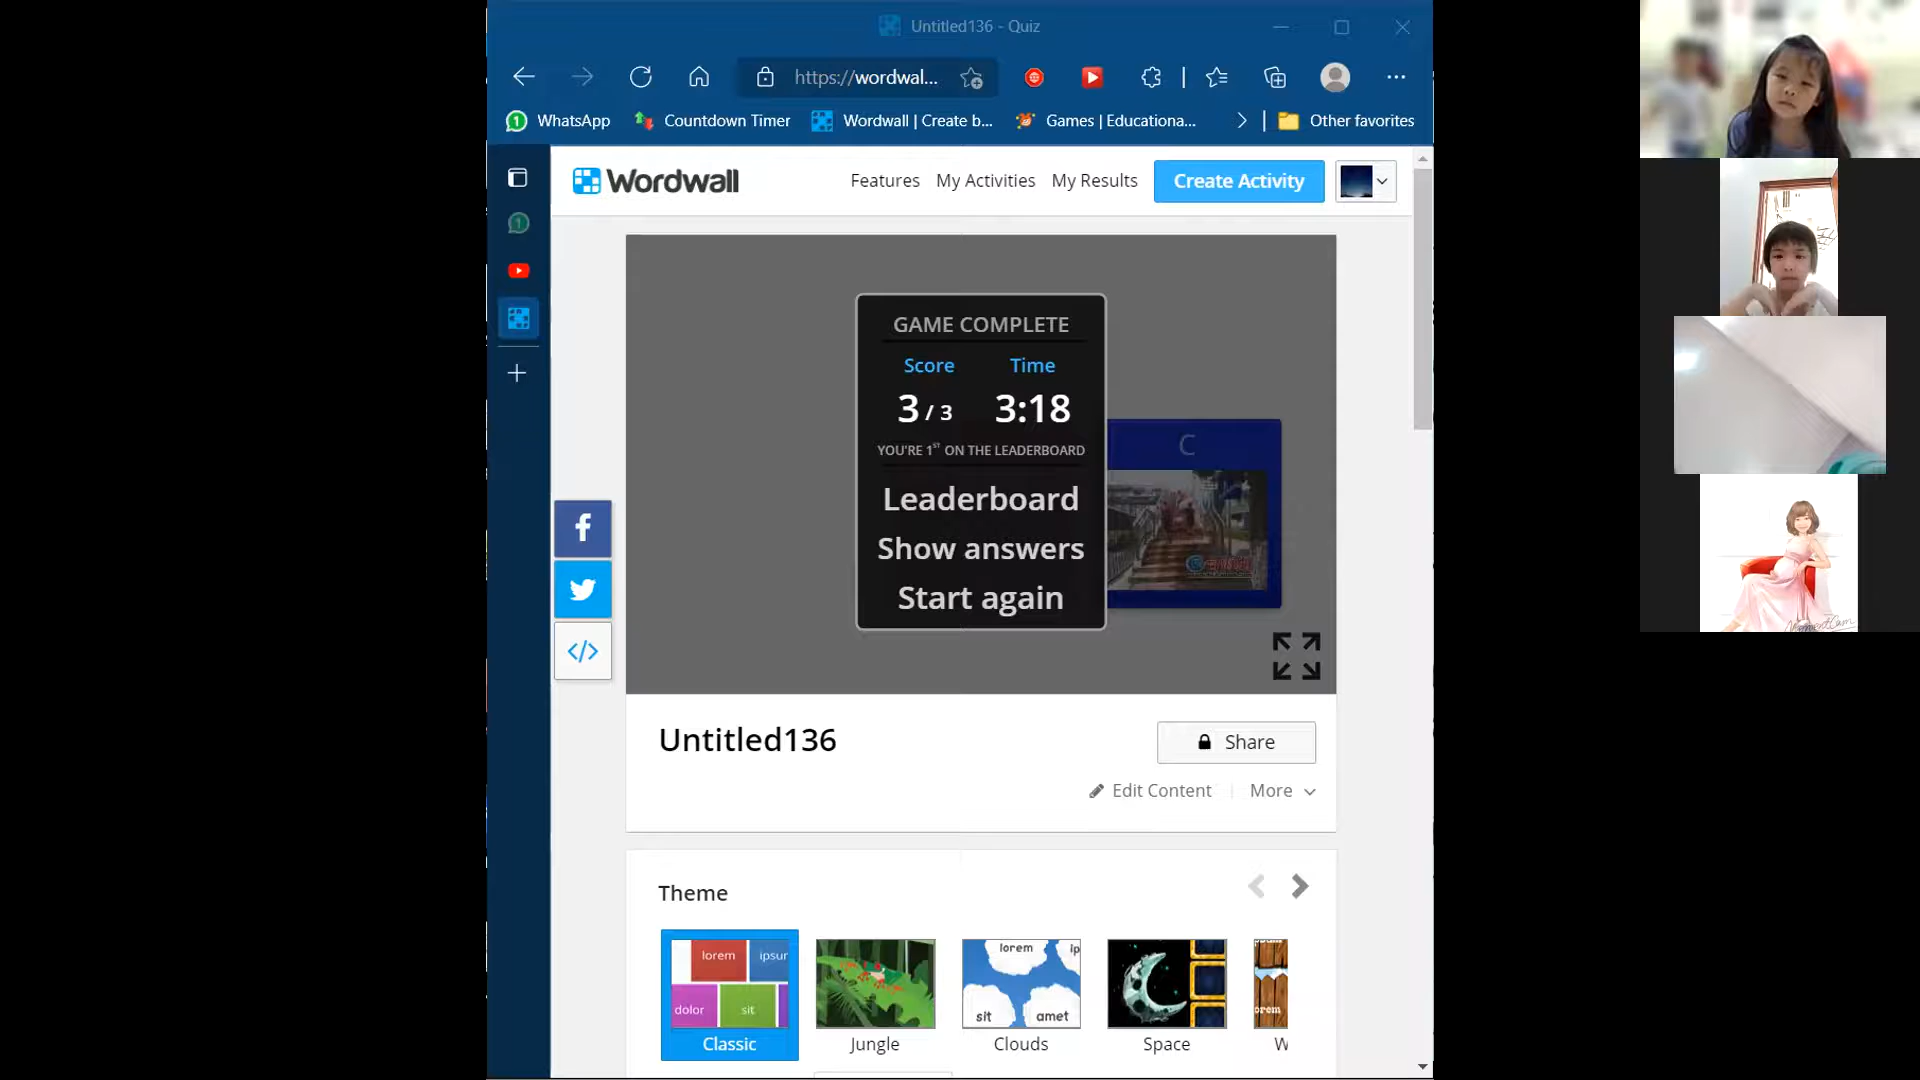 Untitled136 - Quiz
https://wordwal...
WhatsApp
Countdown Timer
Wordwall | Create b...
Games | Educationa...
Other favorites
Wordwall
Features
My Activities
My Results
Create Activity
GAME COMPLETE
Score
Time
3 / 3
3:18
YOU'RE 1ST ON THE LEADERBOARD
C
Leaderboard
Show answers
Start again
Untitled136
Share
Edit Content
More
Theme
lorem
ipsur
dolor
sit
Classic
Jungle
lorem
ip
sit
amet
Clouds
Space
orem
W
MomentCam